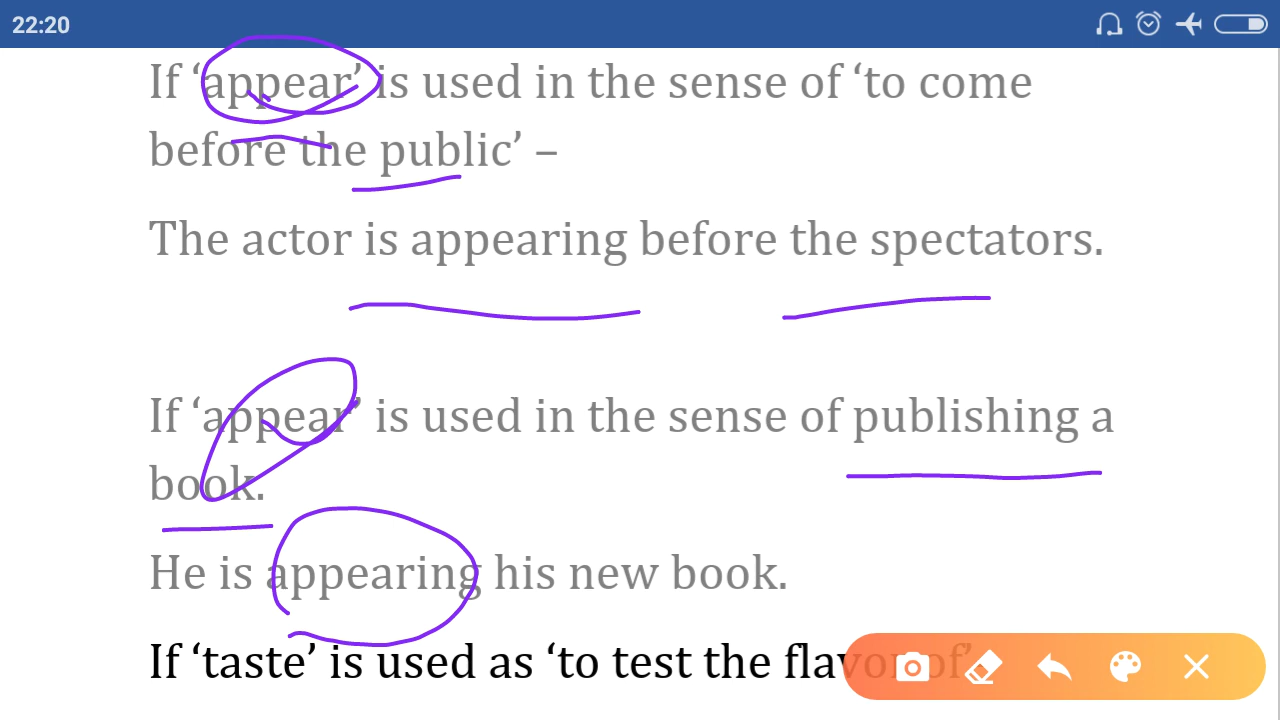 22:20
If ‘appear’ is used in the sense of ‘to come
before the public’ –
The actor is appearing before the spectators.
If ‘appear’ is used in the sense of publishing a
book.
He is appearing his new book.
If ‘taste’ is used as ‘to test the flavor of’